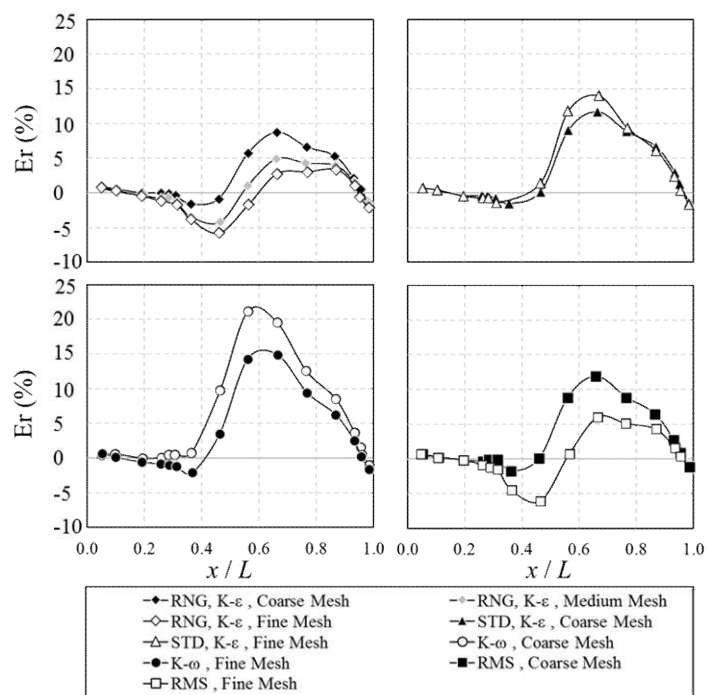 25
20
15
10
5
0
-5
-10
Er (%)
25
20
15
10
5
0
-5
-10
Er (%)
0.0 0.2 0.4 0.6 0.8 1.0
0.0 0.2 0.4 0.6 0.8 1.0
x / L
x / L
RNG, K-ε , Coarse Mesh
RNG, K-ε , Medium Mesh
RNG, K-ε , Fine Mesh
STD, K-ε , Coarse Mesh
STD, K-ε , Fine Mesh
K-ω , Coarse Mesh
K-ω , Fine Mesh
RMS , Coarse Mesh
RMS , Fine Mesh